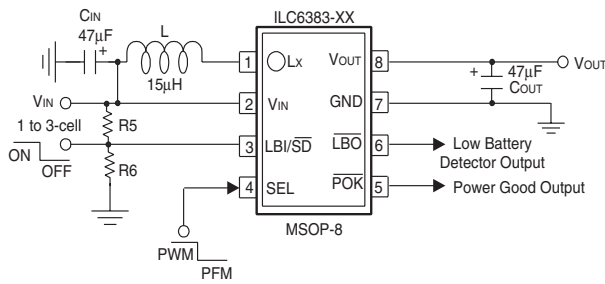 ILC6383-XX
CIN
47µF
+
L
15µH
1
LX
VOUT
8
VOUT
+
47µF
COUT
VIN
2
VIN
GND
7
1 to 3-cell
R5
ON
OFF
3
LBI/SD
LBO
6
Low Battery
Detector Output
R6
4
SEL
POK
5
Power Good Output
MSOP-8
PWM
PFM